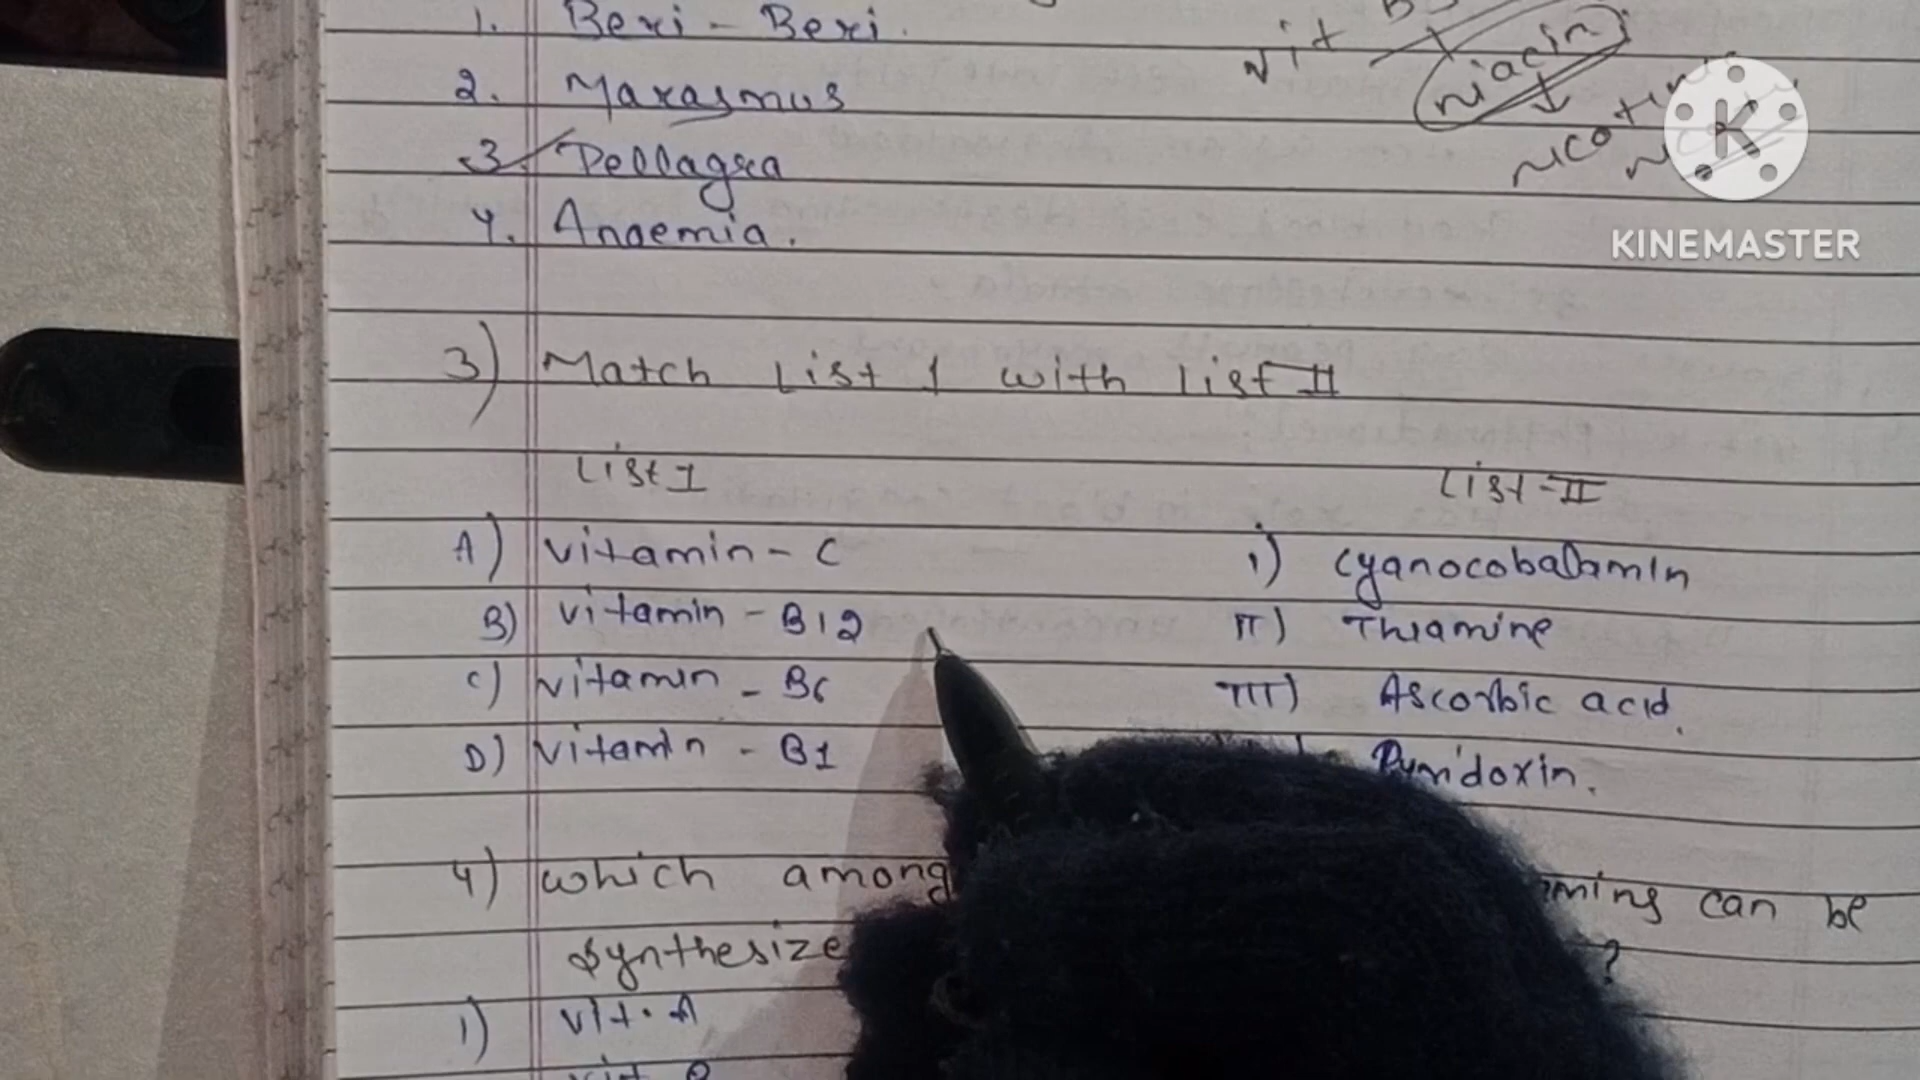 1. Beri - Beri.
2. Marasmus
3. Pellagra
4. Anaemia.
vit
niacin
KINEMASTER
3) Match List 1 with List II
List I List-II
A) vitamin - C i) cyanocobalamin
B) vitamin - B12 II) Thiamine
C) vitamin - B6 III) Ascorbic acid.
D) vitamin - B1 Pyridoxin.
4) which among can be
synthesize ?
1) vit. A